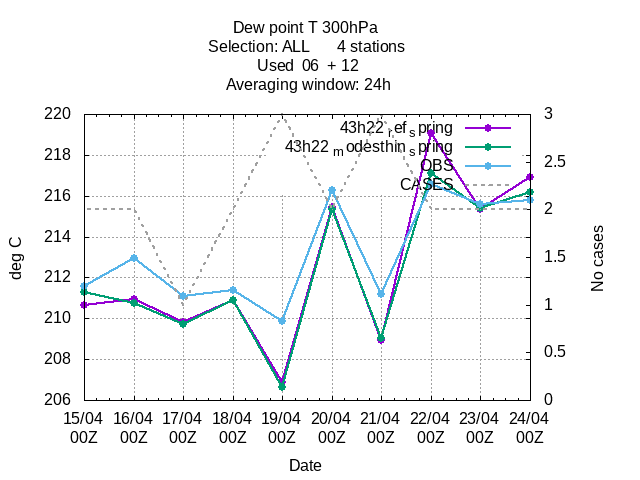 Dew point T 300hPa
Selection: ALL      4 stations
Used  06  + 12
Averaging window: 24h
220
218
216
214
212
210
208
206
3
2.5
2
1.5
1
0.5
0
43h22_ref_spring
43h22_modesthin_spring
OBS
CASES
deg C
No cases
15/04 16/04 17/04 18/04 19/04 20/04 21/04 22/04 23/04 24/04
00Z 00Z 00Z 00Z 00Z 00Z 00Z 00Z 00Z 00Z
Date